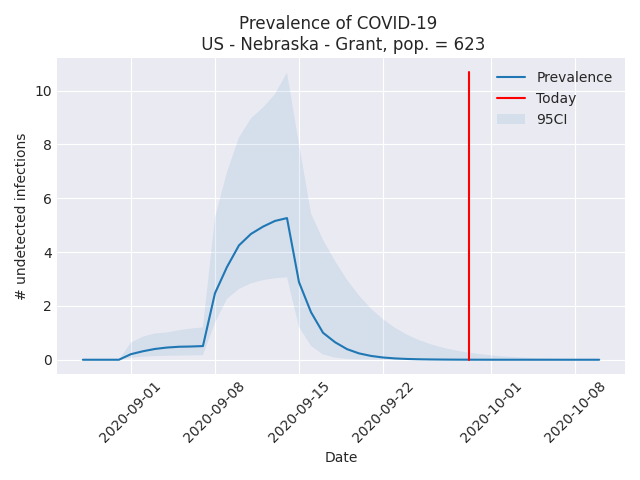 Prevalence of COVID-19
US - Nebraska - Grant, pop. = 623
Prevalence
Today
95CI
# undetected infections
10
8
6
4
2
0
2020-09-01
2020-09-08
2020-09-15
2020-09-22
2020-10-01
2020-10-08
Date